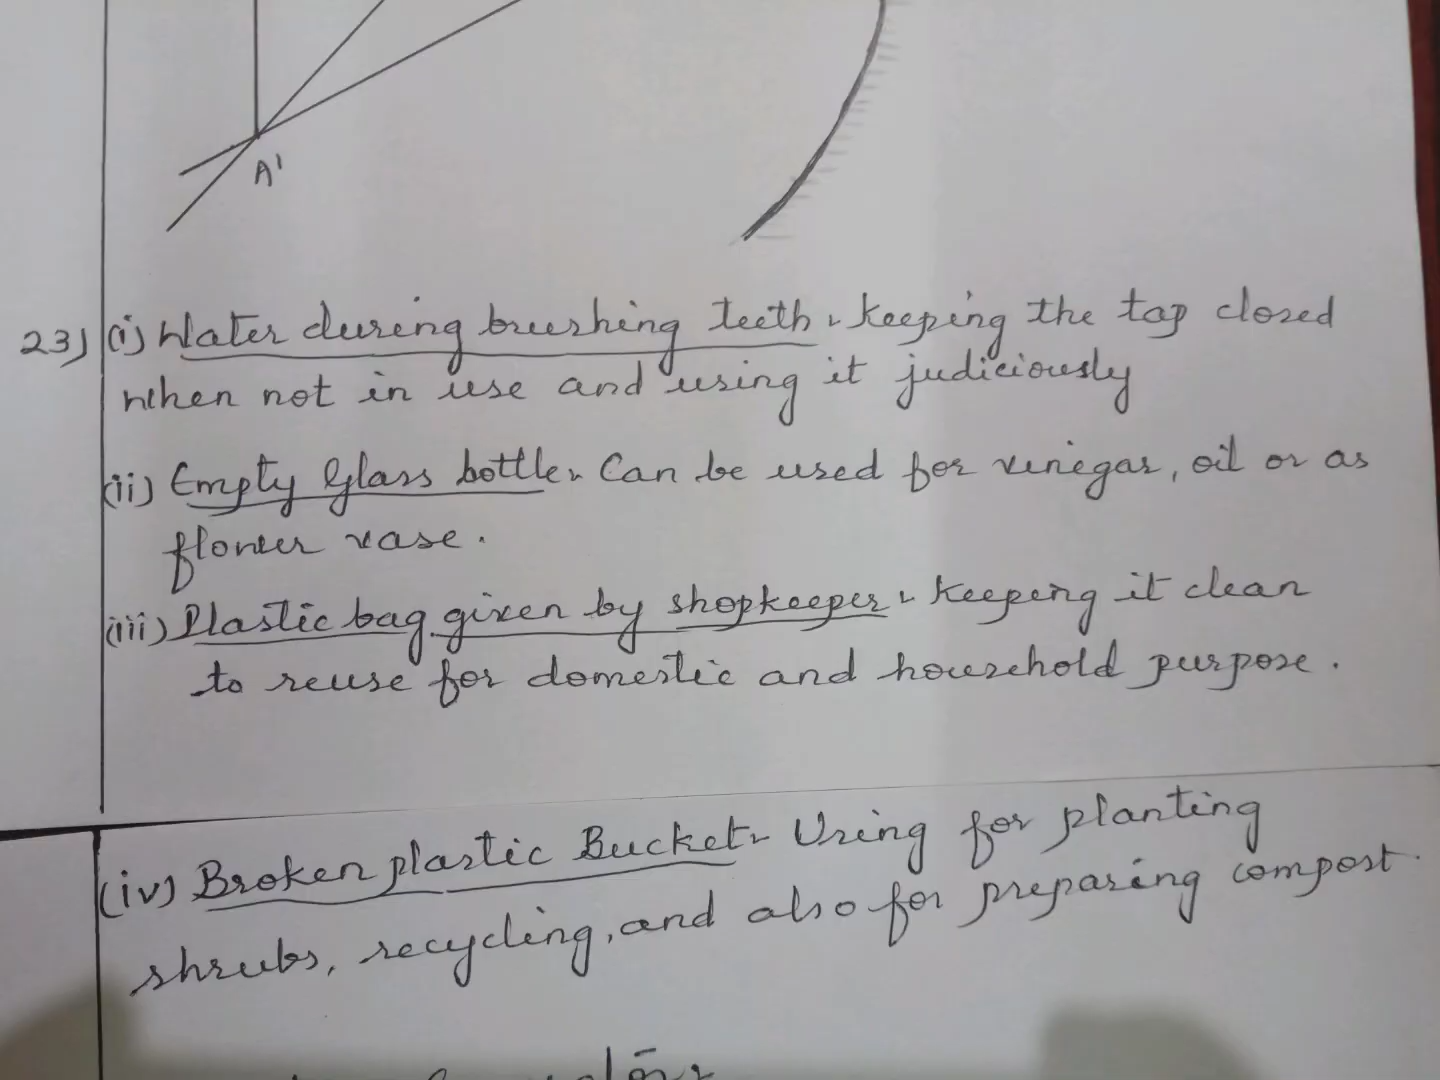 A'
23) (i) Water during brushing teeth - Keeping the tap closed
when not in use and using it judiciously
(ii) Empty Glass bottle - Can be used for vinegar, oil or as
flower vase.
(iii) Plastic bag given by shopkeeper - Keeping it clean
to reuse for domestic and household purpose.
(iv) Broken plastic Bucket - Using for planting
shrubs, recycling, and also for preparing compost.